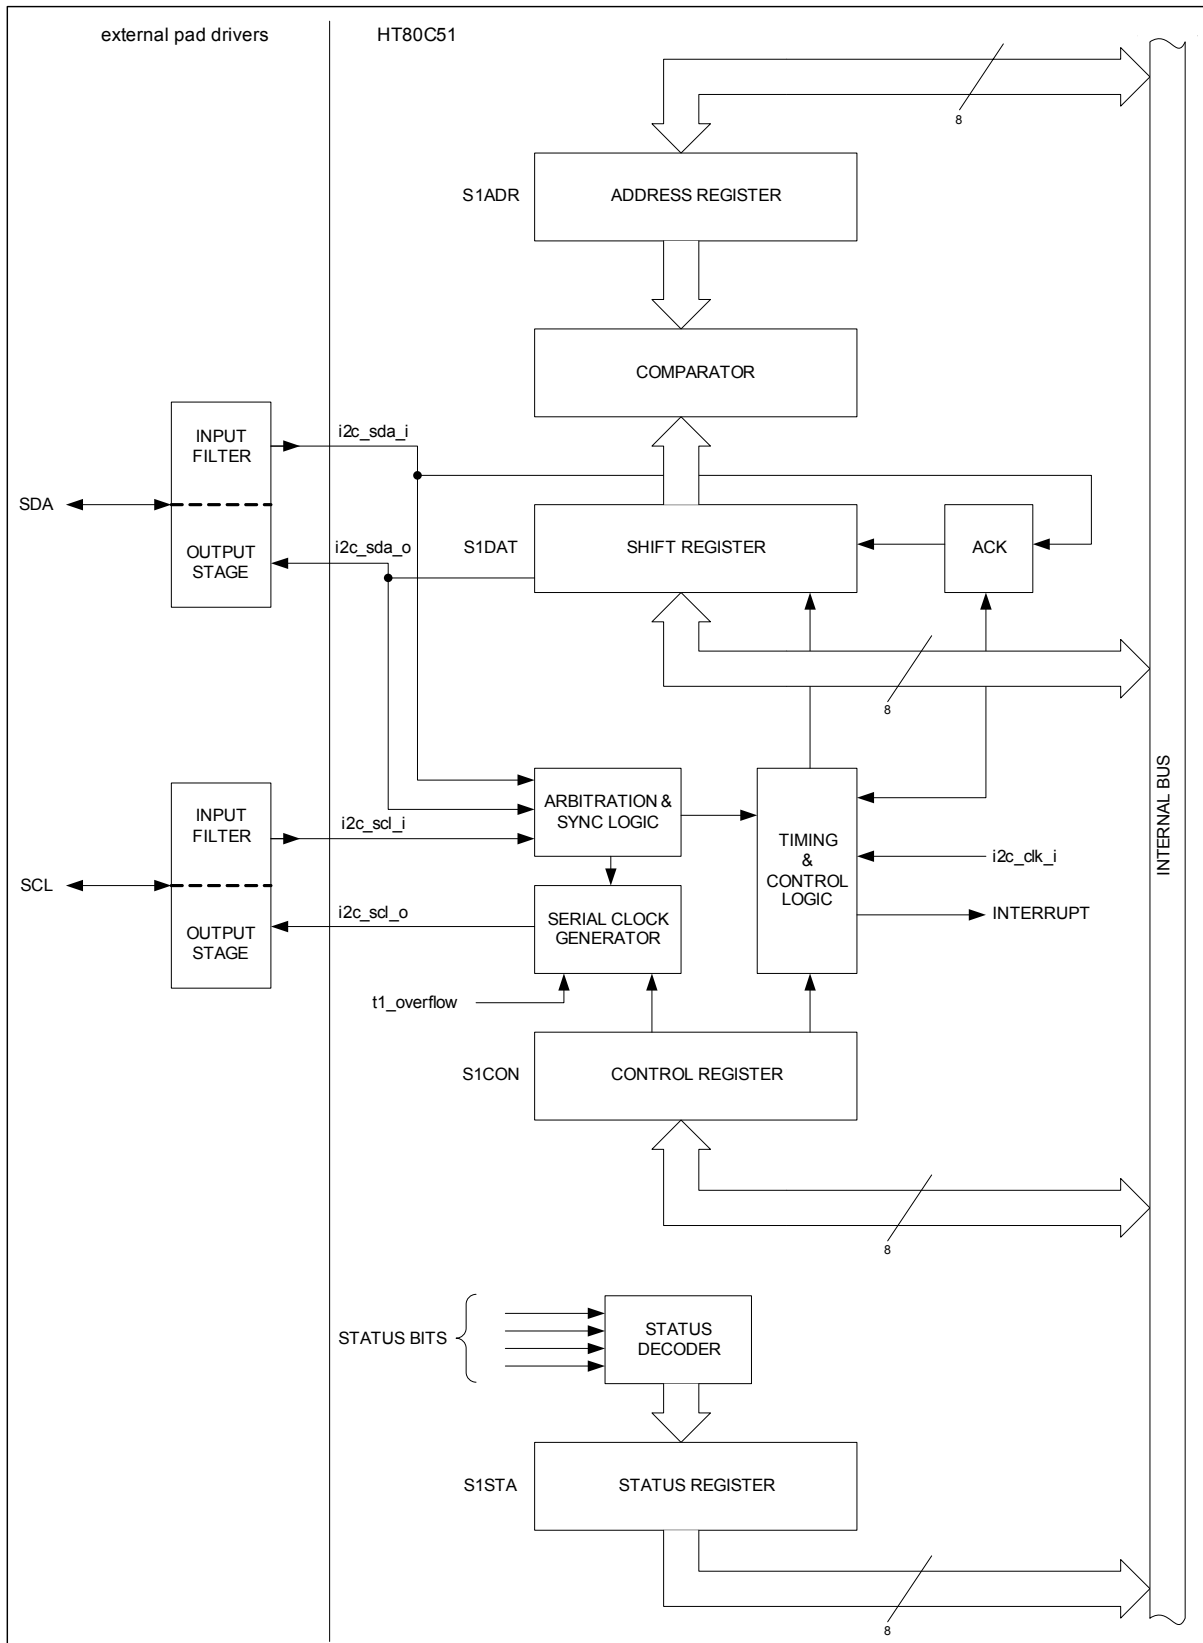 external pad drivers
HT80C51
8
S1ADR
ADDRESS REGISTER
COMPARATOR
INPUT
FILTER
i2c_sda_i
SDA
OUTPUT
STAGE
i2c_sda_o
S1DAT
SHIFT REGISTER
ACK
8
INTERNAL BUS
INPUT
FILTER
i2c_scl_i
ARBITRATION &
SYNC LOGIC
TIMING
&
CONTROL
LOGIC
i2c_clk_i
SCL
OUTPUT
STAGE
i2c_scl_o
SERIAL CLOCK
GENERATOR
INTERRUPT
t1_overflow
S1CON
CONTROL REGISTER
8
STATUS BITS
STATUS
DECODER
S1STA
STATUS REGISTER
8